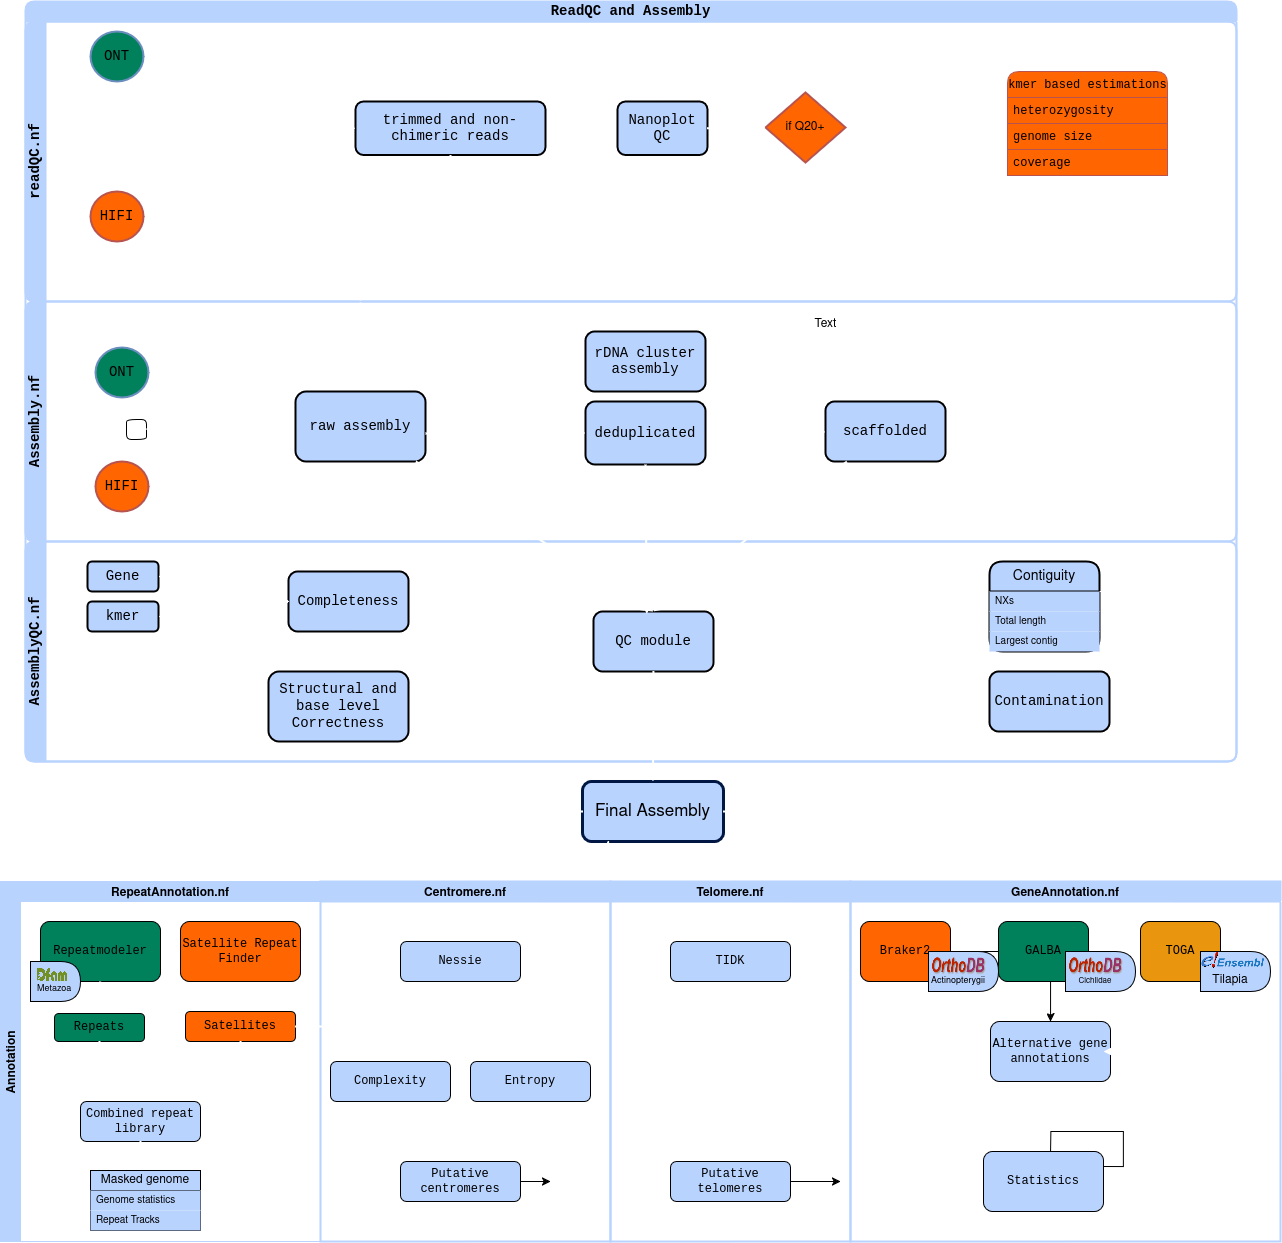 ReadQC and Assembly
readQC.nf
ONT
trimmed and non-
chimeric reads
Nanoplot
QC
if Q20+
kmer based estimations
heterozygosity
genome size
coverage
HIFI
Assembly.nf
Text
ONT
rDNA cluster
assembly
raw assembly
deduplicated
scaffolded
HIFI
AssemblyQC.nf
Gene
kmer
Completeness
Structural and
base level
Correctness
QC module
Contiguity
NXs
Total length
Largest contig
Contamination
Final Assembly
Annotation
RepeatAnnotation.nf
Centromere.nf
Telomere.nf
GeneAnnotation.nf
Repeatmodeler
Dfam
Metazoa
Satellite Repeat
Finder
Repeats
Satellites
Combined repeat
library
Masked genome
Genome statistics
Repeat Tracks
Nessie
Complexity
Entropy
Putative
centromeres
TIDK
Putative
telomeres
Braker2
OrthoDB
Actinopterygii
GALBA
OrthoDB
Cichlidae
TOGA
e!Ensembl
Tilapia
Alternative gene
annotations
Statistics